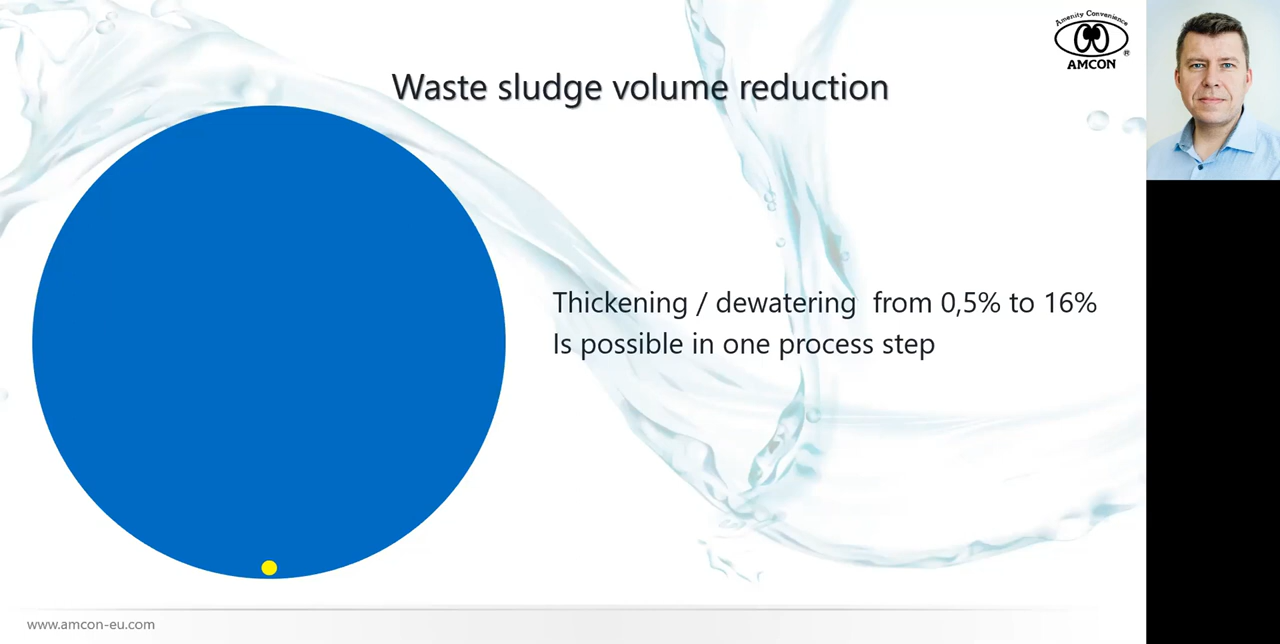 Amenity Convenience
AMCON
®
Waste sludge volume reduction
Thickening / dewatering  from 0,5% to 16%
Is possible in one process step
www.amcon-eu.com